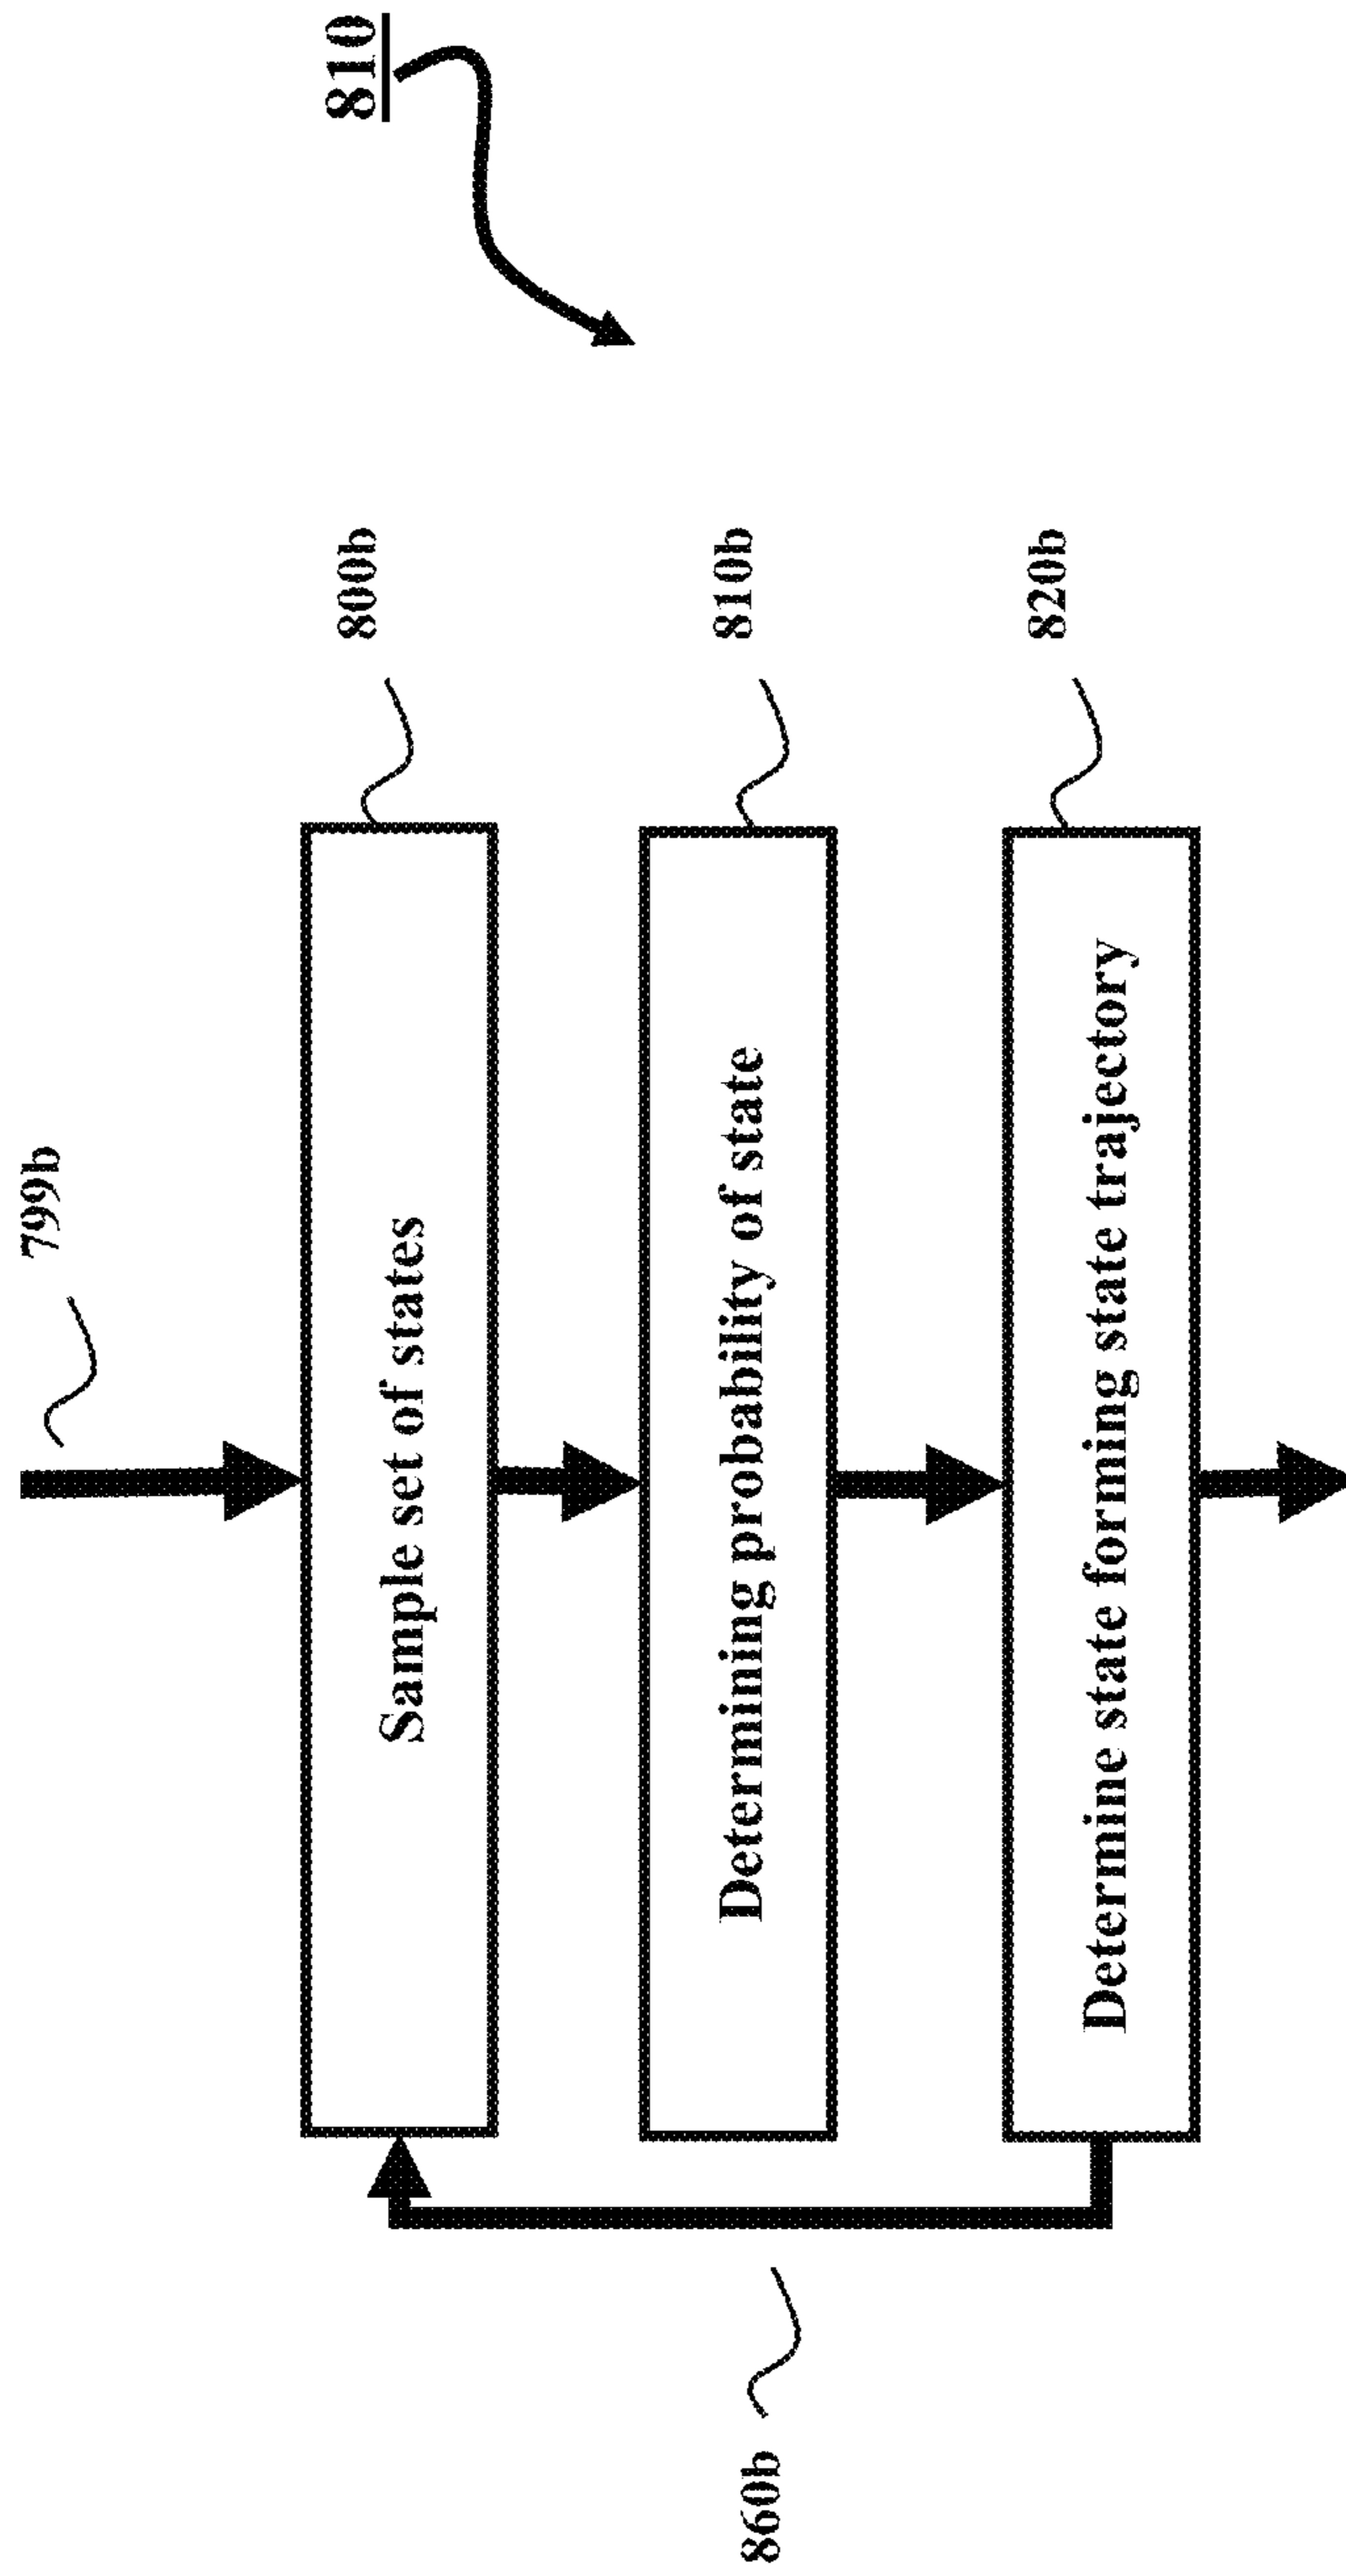 810
799b
Sample set of states
800b
Determining probability of state
810b
Determine state forming state trajectory
820b
860b